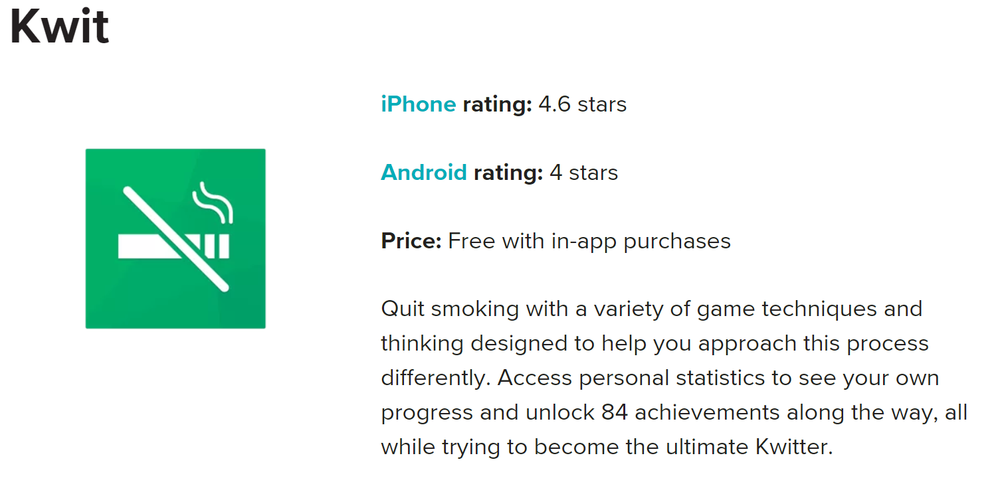 Kwit
iPhone rating: 4.6 stars
Android rating: 4 stars
Price: Free with in-app purchases
Quit smoking with a variety of game techniques and
thinking designed to help you approach this process
differently. Access personal statistics to see your own
progress and unlock 84 achievements along the way, all
while trying to become the ultimate Kwitter.